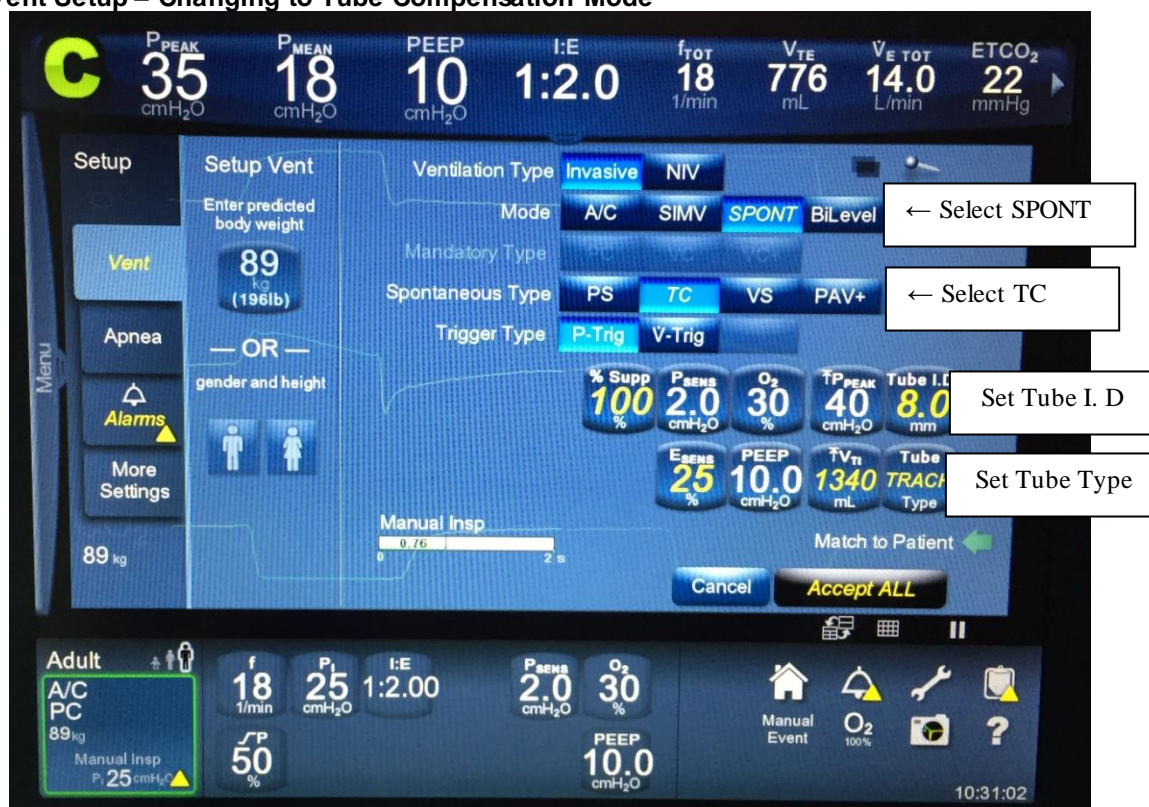 Vent Setup – Changing to Tube Compensation Mode
C
PPEAK 35 cmH2O
PMEAN 18 cmH2O
PEEP 10 cmH2O
I:E 1:2.0
fTOT 18 1/min
VTE 776 mL
V̇E TOT 14.0 L/min
ETCO2 22 mmHg
Menu
Setup
Vent
Apnea
Alarms
More Settings
89 kg
Setup Vent
Enter predicted
body weight
89
kg
(196lb)
— OR —
gender and height
Ventilation Type Invasive NIV
Mode A/C SIMV SPONT BiLevel
← Select SPONT
Mandatory Type PC VC VC+
Spontaneous Type PS TC VS PAV+
← Select TC
Trigger Type P-Trig V̇-Trig
% Supp PSENS O2 ⤒PPEAK Tube I.D
100 2.0 30 40 8.0
% cmH2O % cmH2O mm
Set Tube I. D
ESENS PEEP ⤒VTI Tube
25 10.0 1340 TRACH
% cmH2O mL Type
Set Tube Type
Manual Insp
0.76
0 2 s
Match to Patient
Cancel Accept ALL
Adult
A/C
PC
89kg
Manual Insp
PI 25 cmH2O
f PI I:E PSENS O2
18 25 1:2.00 2.0 30
1/min cmH2O cmH2O %
P PEEP
50 10.0
% cmH2O
Manual
Event
O2
100%
?
10:31:02